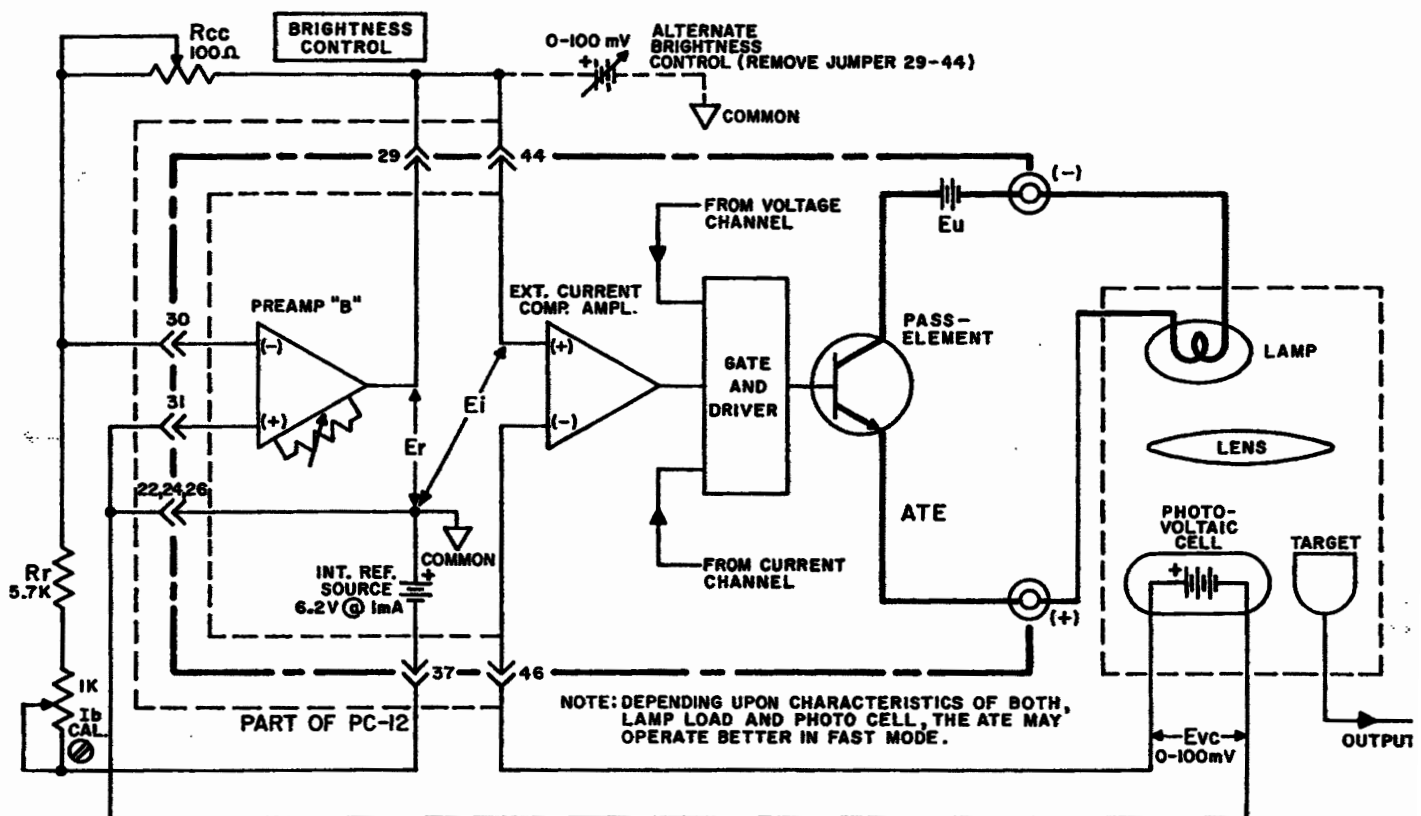 Rcc
100Ω
BRIGHTNESS
CONTROL
0-100 mV
+
ALTERNATE
BRIGHTNESS
CONTROL (REMOVE JUMPER 29-44)
COMMON
29
44
(-)
FROM VOLTAGE
CHANNEL
Eu
PREAMP "B"
EXT. CURRENT
COMP. AMPL.
30
(-)
(+)
PASS-
ELEMENT
LAMP
GATE
AND
DRIVER
31
(+)
Ei
(-)
Er
LENS
22,24,26
ATE
PHOTO-
VOLTAIC
CELL
TARGET
COMMON
FROM CURRENT
CHANNEL
Rr
5.7K
INT. REF.
SOURCE
6.2V @ 1mA
+
+
(+)
37
46
1K
Ib
CAL.
PART OF PC-12
NOTE: DEPENDING UPON CHARACTERISTICS OF BOTH,
LAMP LOAD AND PHOTO CELL, THE ATE MAY
OPERATE BETTER IN FAST MODE.
Evc
0-100mV
OUTPUT